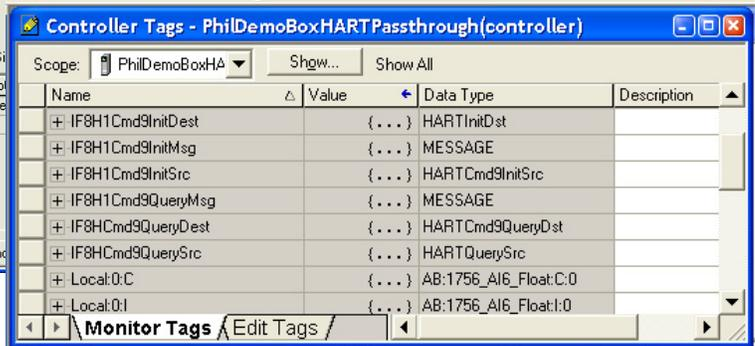 Controller Tags - PhilDemoBoxHARTPassthrough(controller)
Scope: PhilDemoBoxHA Show... Show All
Name Value Data Type Description
IF8H1Cmd9InitDest {...} HARTInitDst
IF8H1Cmd9InitMsg {...} MESSAGE
IF8H1Cmd9InitSrc {...} HARTCmd9InitSrc
IF8H1Cmd9QueryMsg {...} MESSAGE
IF8HCmd9QueryDest {...} HARTCmd9QueryDst
IF8HCmd9QuerySrc {...} HARTQuerySrc
Local:0:C {...} AB:1756_AI6_Float:C:0
Local:0:I {...} AB:1756_AI6_Float:I:0
Monitor Tags Edit Tags